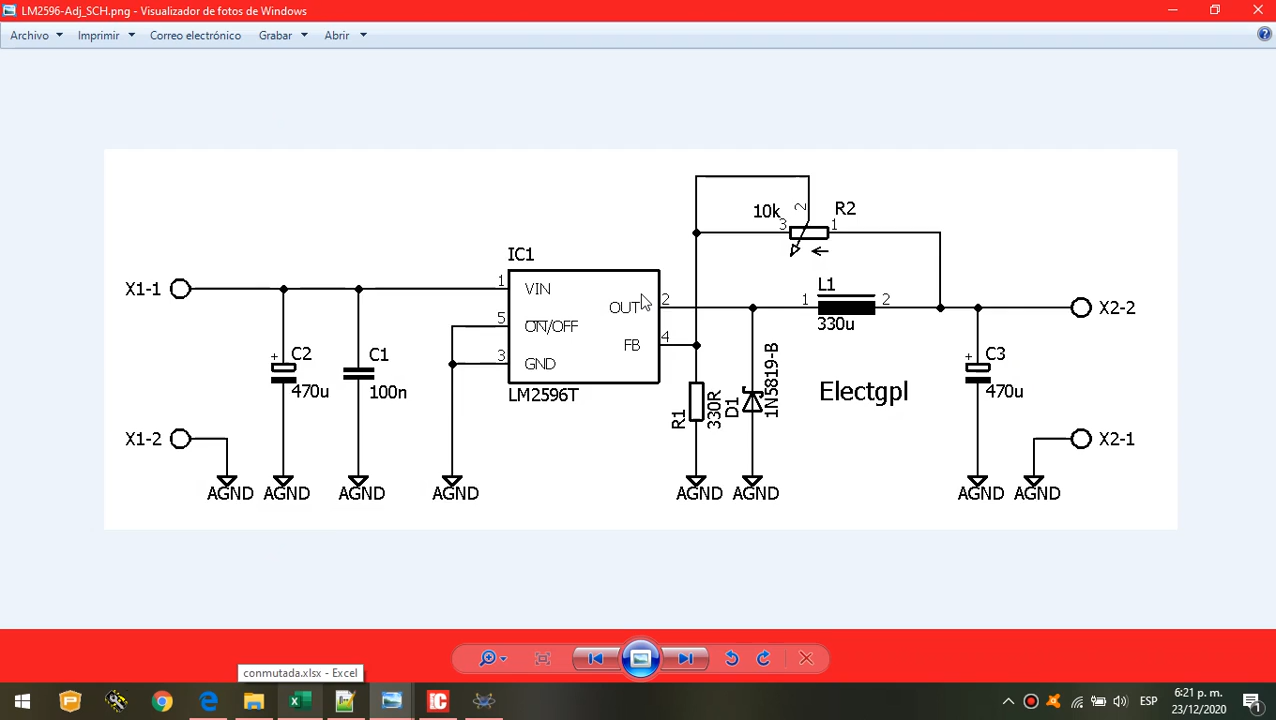 LM2596-Adj_SCH.png - Visualizador de fotos de Windows
Archivo Imprimir Correo electrónico Grabar Abrir
10k 2 R2
3 1
IC1
X1-1 1 VIN
L1
OUT 2 1 2 X2-2
330u
5 ON/OFF
FB 4
3 GND
LM2596T
+ C2 470u
C1 100n
R1 330R
D1 1N5819-B
Electgpl
+ C3 470u
X1-2
X2-1
AGND AGND AGND AGND AGND AGND AGND AGND
conmutada.xlsx - Excel
IC
ESP
6:21 p. m.
23/12/2020
1